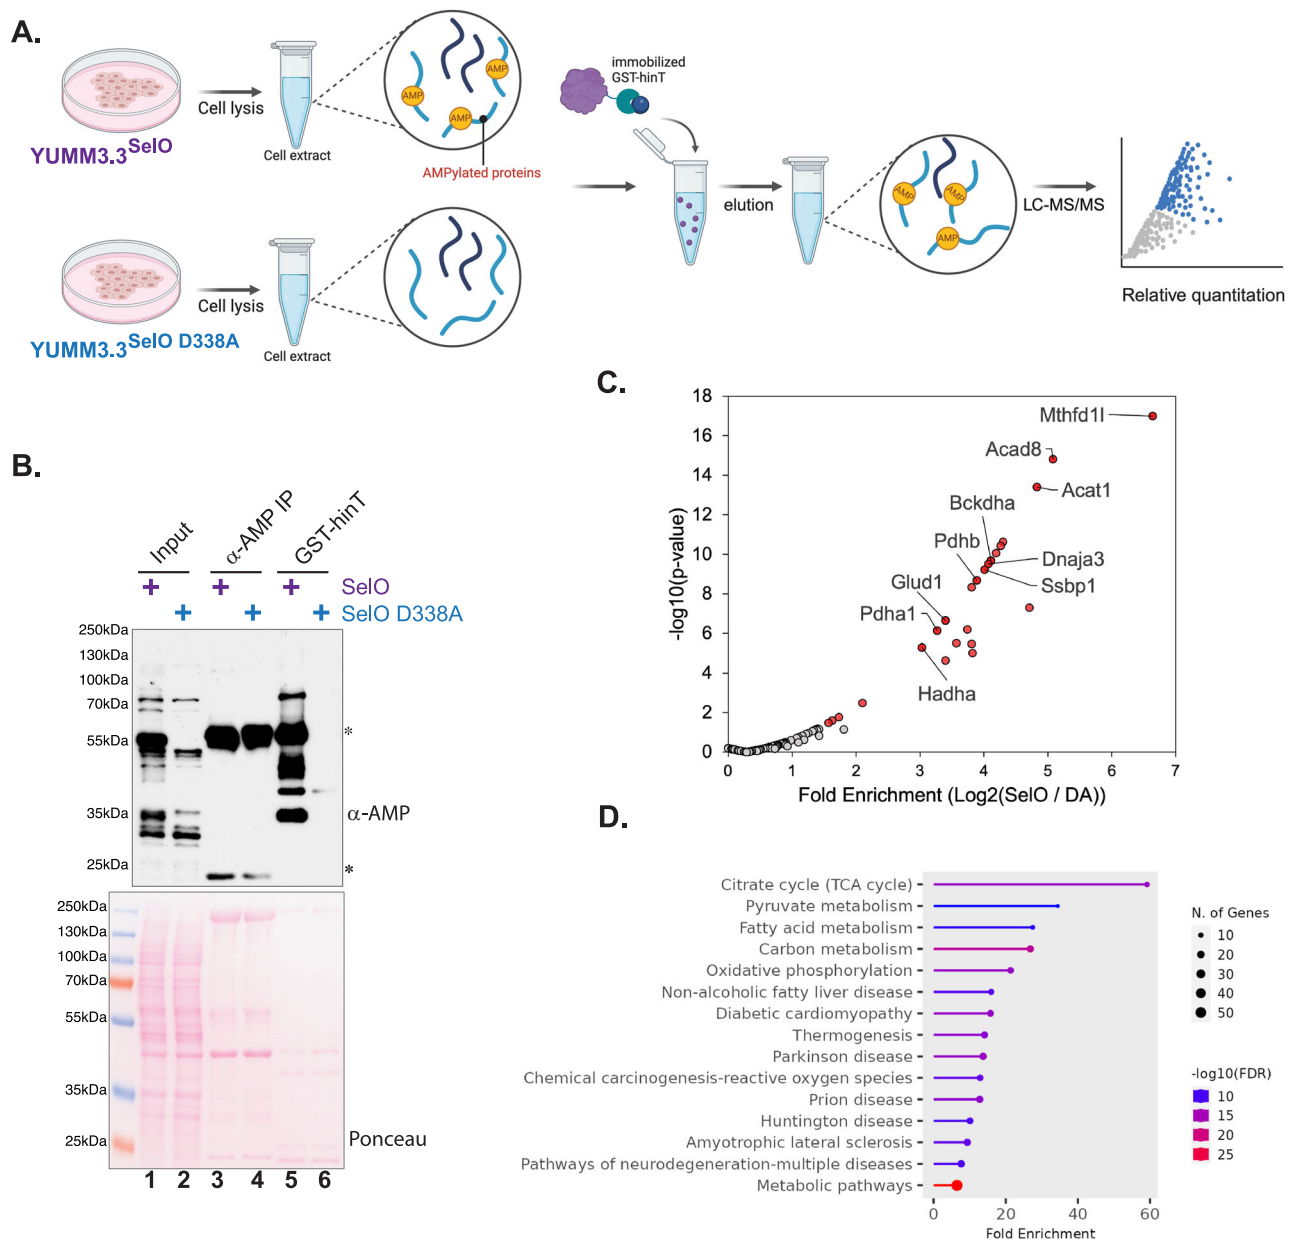 A.
YUMM3.3SelO
Cell lysis
Cell extract
AMP
AMP
AMP
AMPylated proteins
immobilized
GST-hinT
elution
AMP
AMP
AMP
LC-MS/MS
Relative quantitation
YUMM3.3SelO D338A
Cell lysis
Cell extract
B.
Input
α-AMP IP
GST-hinT
+ + + SelO
+ + + SelO D338A
250kDa
130kDa
100kDa
70kDa
55kDa
*
35kDa
α-AMP
25kDa
*
250kDa
130kDa
100kDa
70kDa
55kDa
35kDa
25kDa
Ponceau
1 2 3 4 5 6
C.
-log10(p-value)
18
16
14
12
10
8
6
4
2
0
Mthfd1l
Acad8
Acat1
Bckdha
Pdhb
Dnaja3
Ssbp1
Glud1
Pdha1
Hadha
0 1 2 3 4 5 6 7
Fold Enrichment (Log2(SelO / DA))
D.
Citrate cycle (TCA cycle)
Pyruvate metabolism
Fatty acid metabolism
Carbon metabolism
Oxidative phosphorylation
Non-alcoholic fatty liver disease
Diabetic cardiomyopathy
Thermogenesis
Parkinson disease
Chemical carcinogenesis-reactive oxygen species
Prion disease
Huntington disease
Amyotrophic lateral sclerosis
Pathways of neurodegeneration-multiple diseases
Metabolic pathways
0 20 40 60
Fold Enrichment
N. of Genes
10
20
30
40
50
-log10(FDR)
10
15
20
25